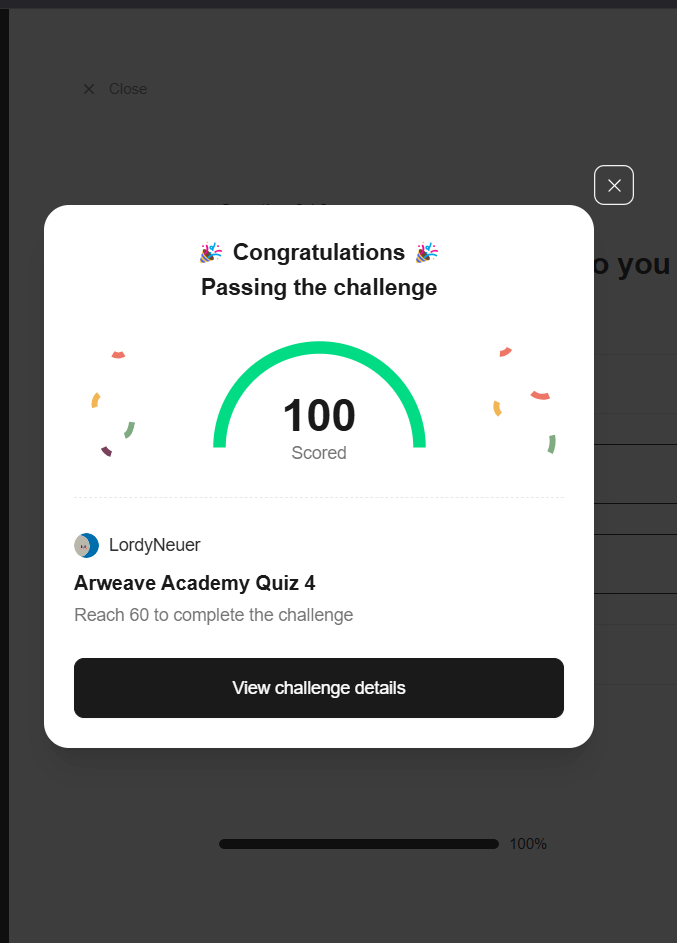 Close
🎉 Congratulations 🎉
Passing the challenge
o you
100
Scored
LordyNeuer
Arweave Academy Quiz 4
Reach 60 to complete the challenge
View challenge details
100%